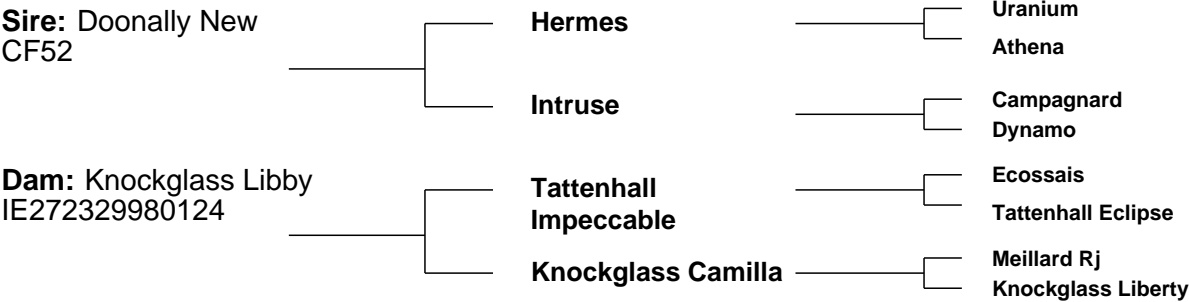 Sire: Doonally New
CF52
Hermes
Uranium
Athena
Intruse
Campagnard
Dynamo
Dam: Knockglass Libby
IE272329980124
Tattenhall
Impeccable
Ecossais
Tattenhall Eclipse
Knockglass Camilla
Meillard Rj
Knockglass Liberty